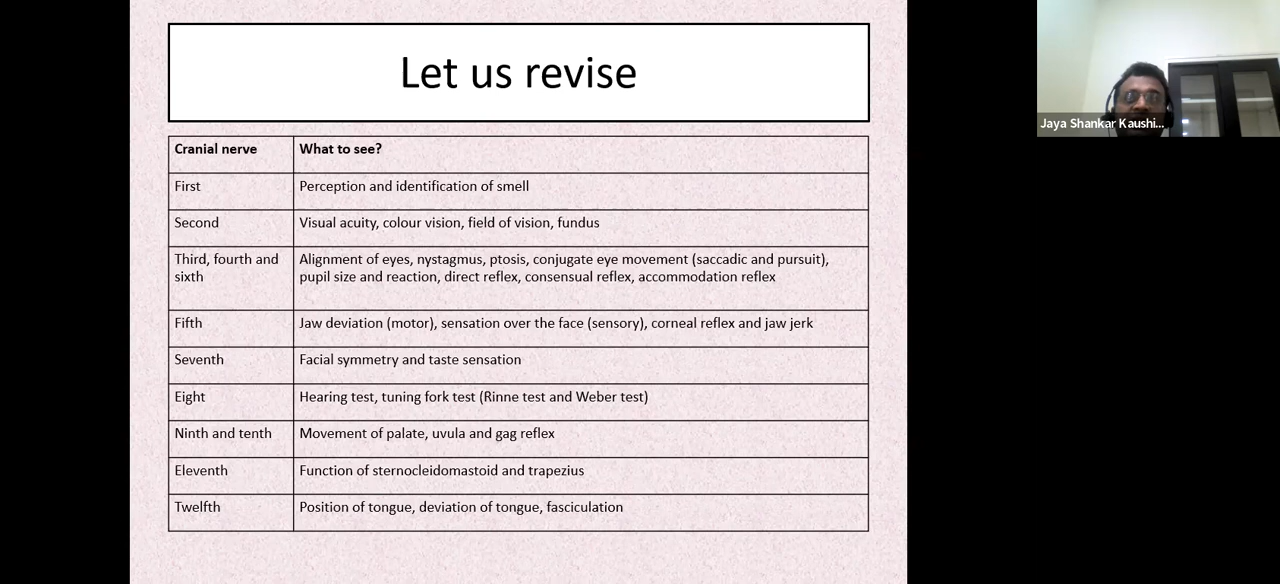 Let us revise
Cranial nerve What to see?
First Perception and identification of smell
Second Visual acuity, colour vision, field of vision, fundus
Third, fourth and sixth Alignment of eyes, nystagmus, ptosis, conjugate eye movement (saccadic and pursuit),
pupil size and reaction, direct reflex, consensual reflex, accommodation reflex
Fifth Jaw deviation (motor), sensation over the face (sensory), corneal reflex and jaw jerk
Seventh Facial symmetry and taste sensation
Eight Hearing test, tuning fork test (Rinne test and Weber test)
Ninth and tenth Movement of palate, uvula and gag reflex
Eleventh Function of sternocleidomastoid and trapezius
Twelfth Position of tongue, deviation of tongue, fasciculation
Jaya Shankar Kaushi...